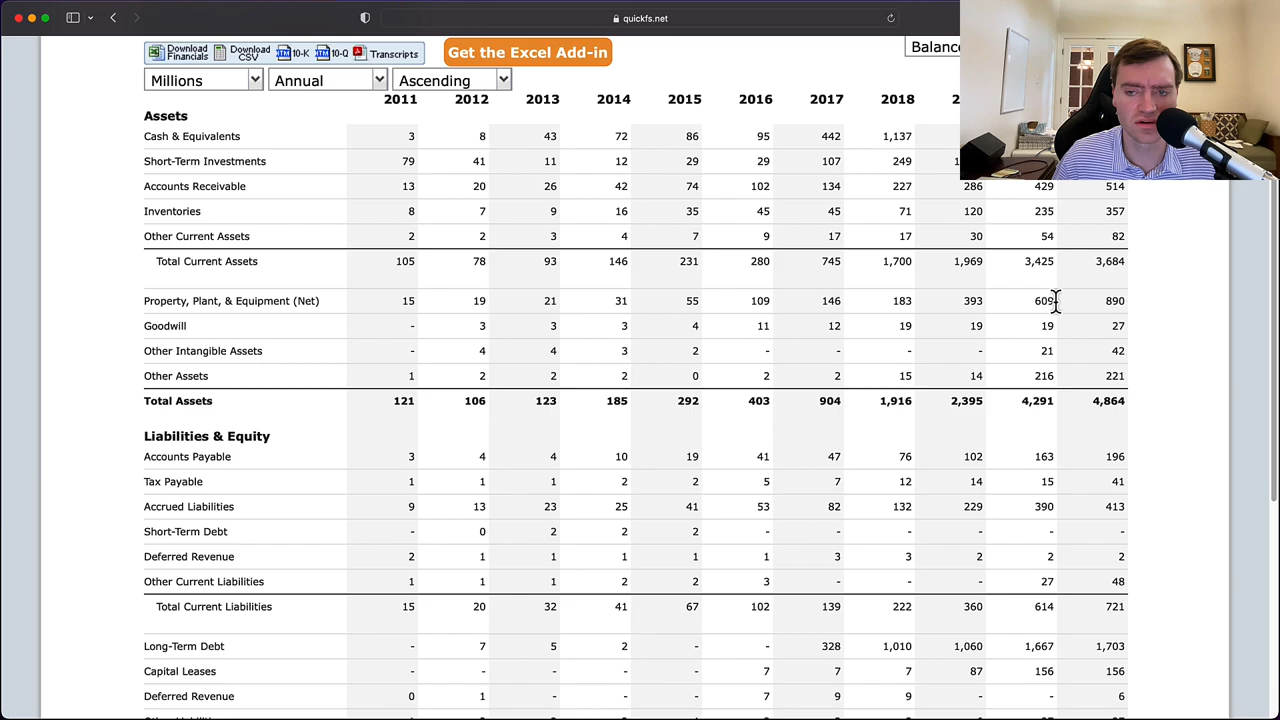 quickfs.net
Download Financials Download CSV 10-K 10-Q Transcripts Get the Excel Add-in
Millions Annual Ascending
2011 2012 2013 2014 2015 2016 2017 2018
Assets
Cash & Equivalents 3 8 43 72 86 95 442 1,137
Short-Term Investments 79 41 11 12 29 29 107 249
Accounts Receivable 13 20 26 42 74 102 134 227 286 429 514
Inventories 8 7 9 16 35 45 45 71 120 235 357
Other Current Assets 2 2 3 4 7 9 17 17 30 54 82
Total Current Assets 105 78 93 146 231 280 745 1,700 1,969 3,425 3,684
Property, Plant, & Equipment (Net) 15 19 21 31 55 109 146 183 393 609 890
Goodwill - 3 3 3 4 11 12 19 19 19 27
Other Intangible Assets - 4 4 3 2 - - - - 21 42
Other Assets 1 2 2 2 0 2 2 15 14 216 221
Total Assets 121 106 123 185 292 403 904 1,916 2,395 4,291 4,864
Liabilities & Equity
Accounts Payable 3 4 4 10 19 41 47 76 102 163 196
Tax Payable 1 1 1 2 2 5 7 12 14 15 41
Accrued Liabilities 9 13 23 25 41 53 82 132 229 390 413
Short-Term Debt - 0 2 2 2 - - - - - -
Deferred Revenue 2 1 1 1 1 1 3 3 2 2 2
Other Current Liabilities 1 1 1 2 2 3 - - - 27 48
Total Current Liabilities 15 20 32 41 67 102 139 222 360 614 721
Long-Term Debt - 7 5 2 - - 328 1,010 1,060 1,667 1,703
Capital Leases - - - - - 7 7 7 87 156 156
Deferred Revenue 0 1 - - - 7 9 9 - - 6